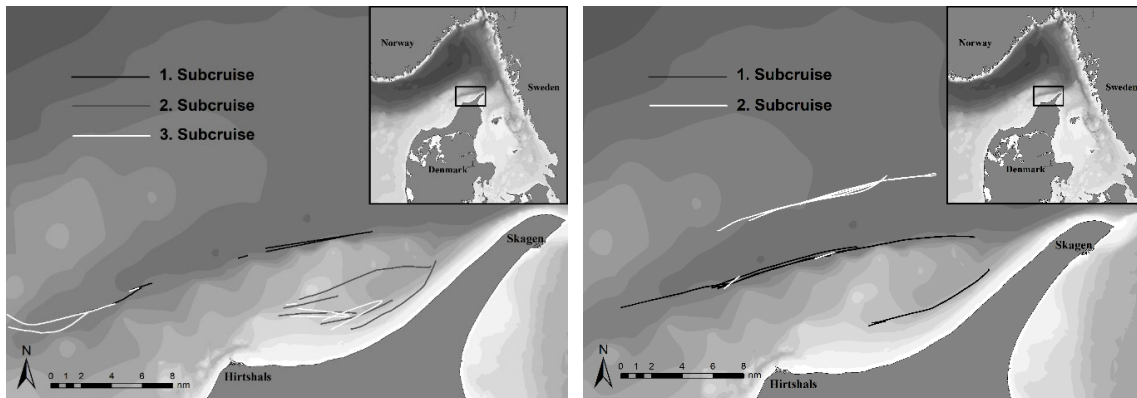 Norway
Sweden
Denmark
1. Subcruise
2. Subcruise
3. Subcruise
Skagen
Hirtshals
N
0 1 2 4 6 8
nm
Norway
Sweden
Denmark
1. Subcruise
2. Subcruise
Skagen
Hirtshals
N
0 1 2 4 6 8
nm